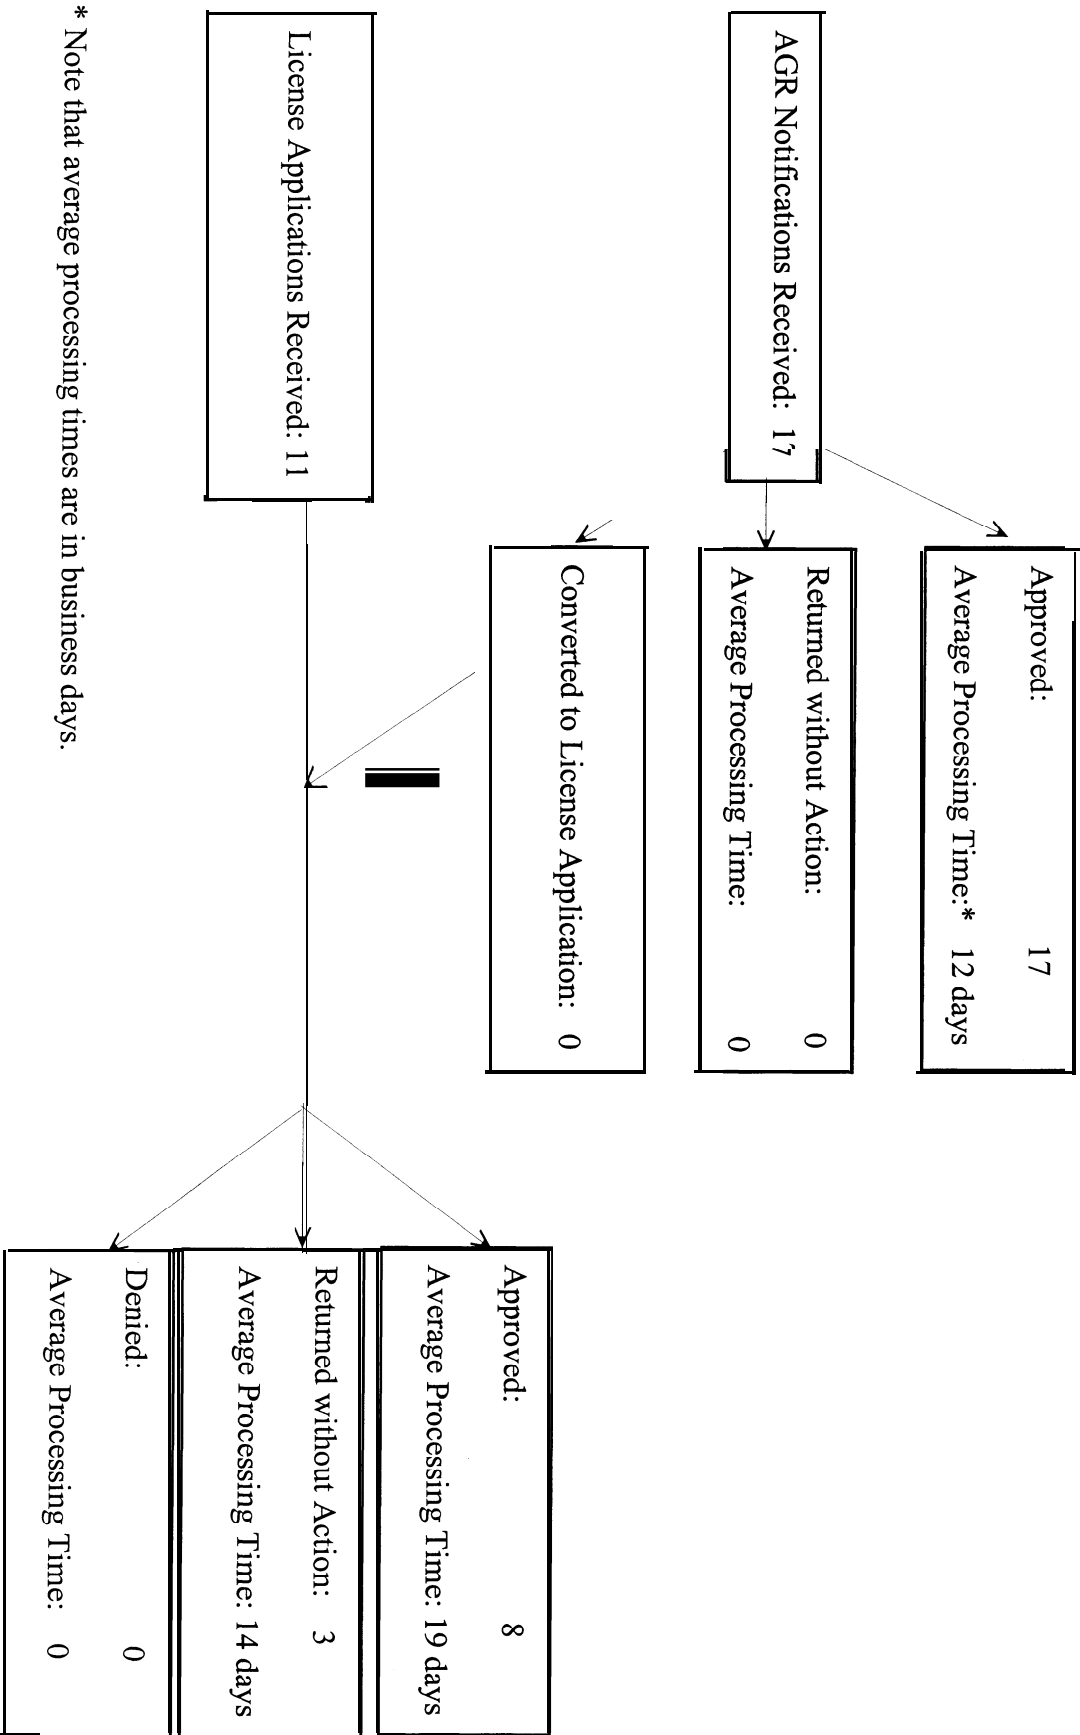 Approved: 17
Average Processing Time:* 12 days
AGR Notifications Received: 17
Returned without Action: 0
Average Processing Time: 0
Converted to License Application: 0
Approved: 8
Average Processing Time: 19 days
License Applications Received: 11
Returned without Action: 3
Average Processing Time: 14 days
Denied: 0
Average Processing Time: 0
* Note that average processing times are in business days.